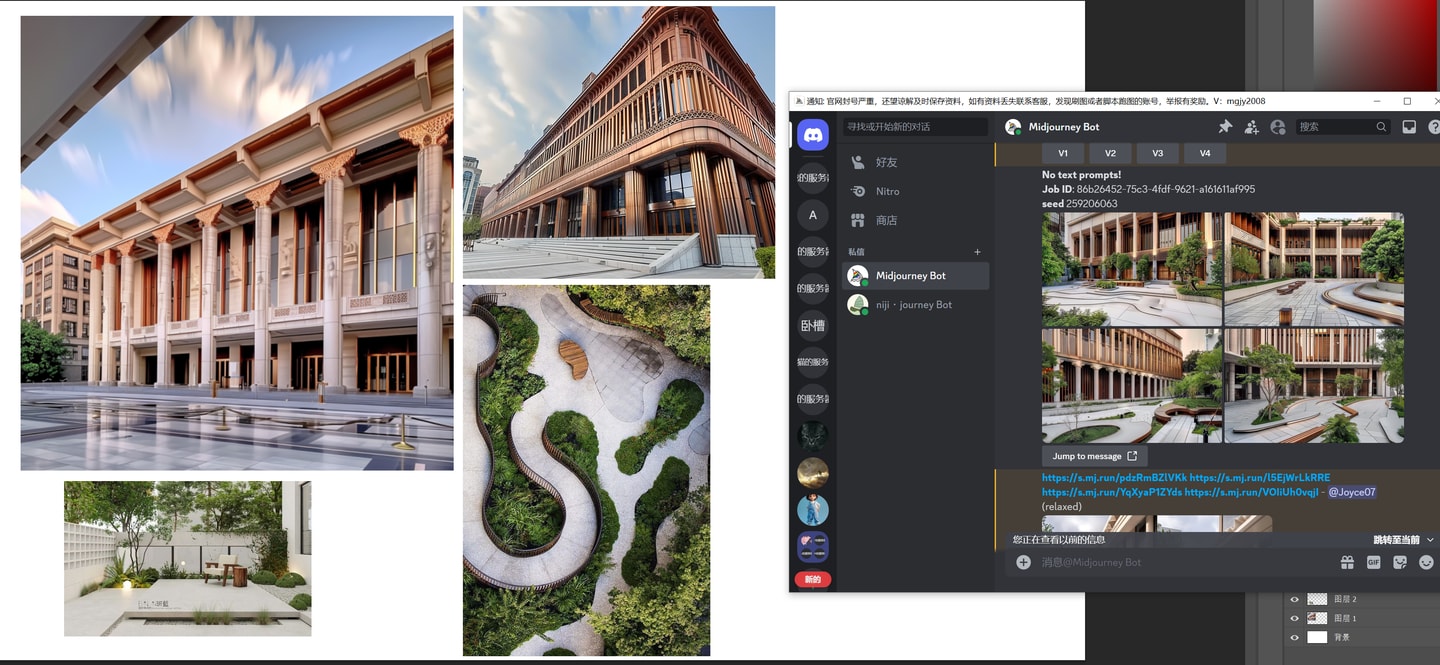 通知: 官网封号严重，还望谅解及时保存资料，如有资料丢失联系客服，发现刷图或者脚本跑图的账号，举报有奖励。V：mgjy2008
寻找或开始新的对话
Midjourney Bot
搜索
V1
V2
V3
V4
的服务器
A
的服务器
的服务器
卧槽
猫的服务
的服务器
新的
好友
Nitro
商店
私信
Midjourney Bot
niji・journey Bot
No text prompts!
Job ID: 86b26452-75c3-4fdf-9621-a161611af995
seed 259206063
Jump to message
https://s.mj.run/pdzRmBZlVKk https://s.mj.run/l5EjWrLkRRE
https://s.mj.run/YqXyaP1ZYds https://s.mj.run/VOIiUh0vqjI - @Joyce07
(relaxed)
您正在查看以前的信息
跳转至当前
消息@Midjourney Bot
GIF
图层 2
图层 1
背景